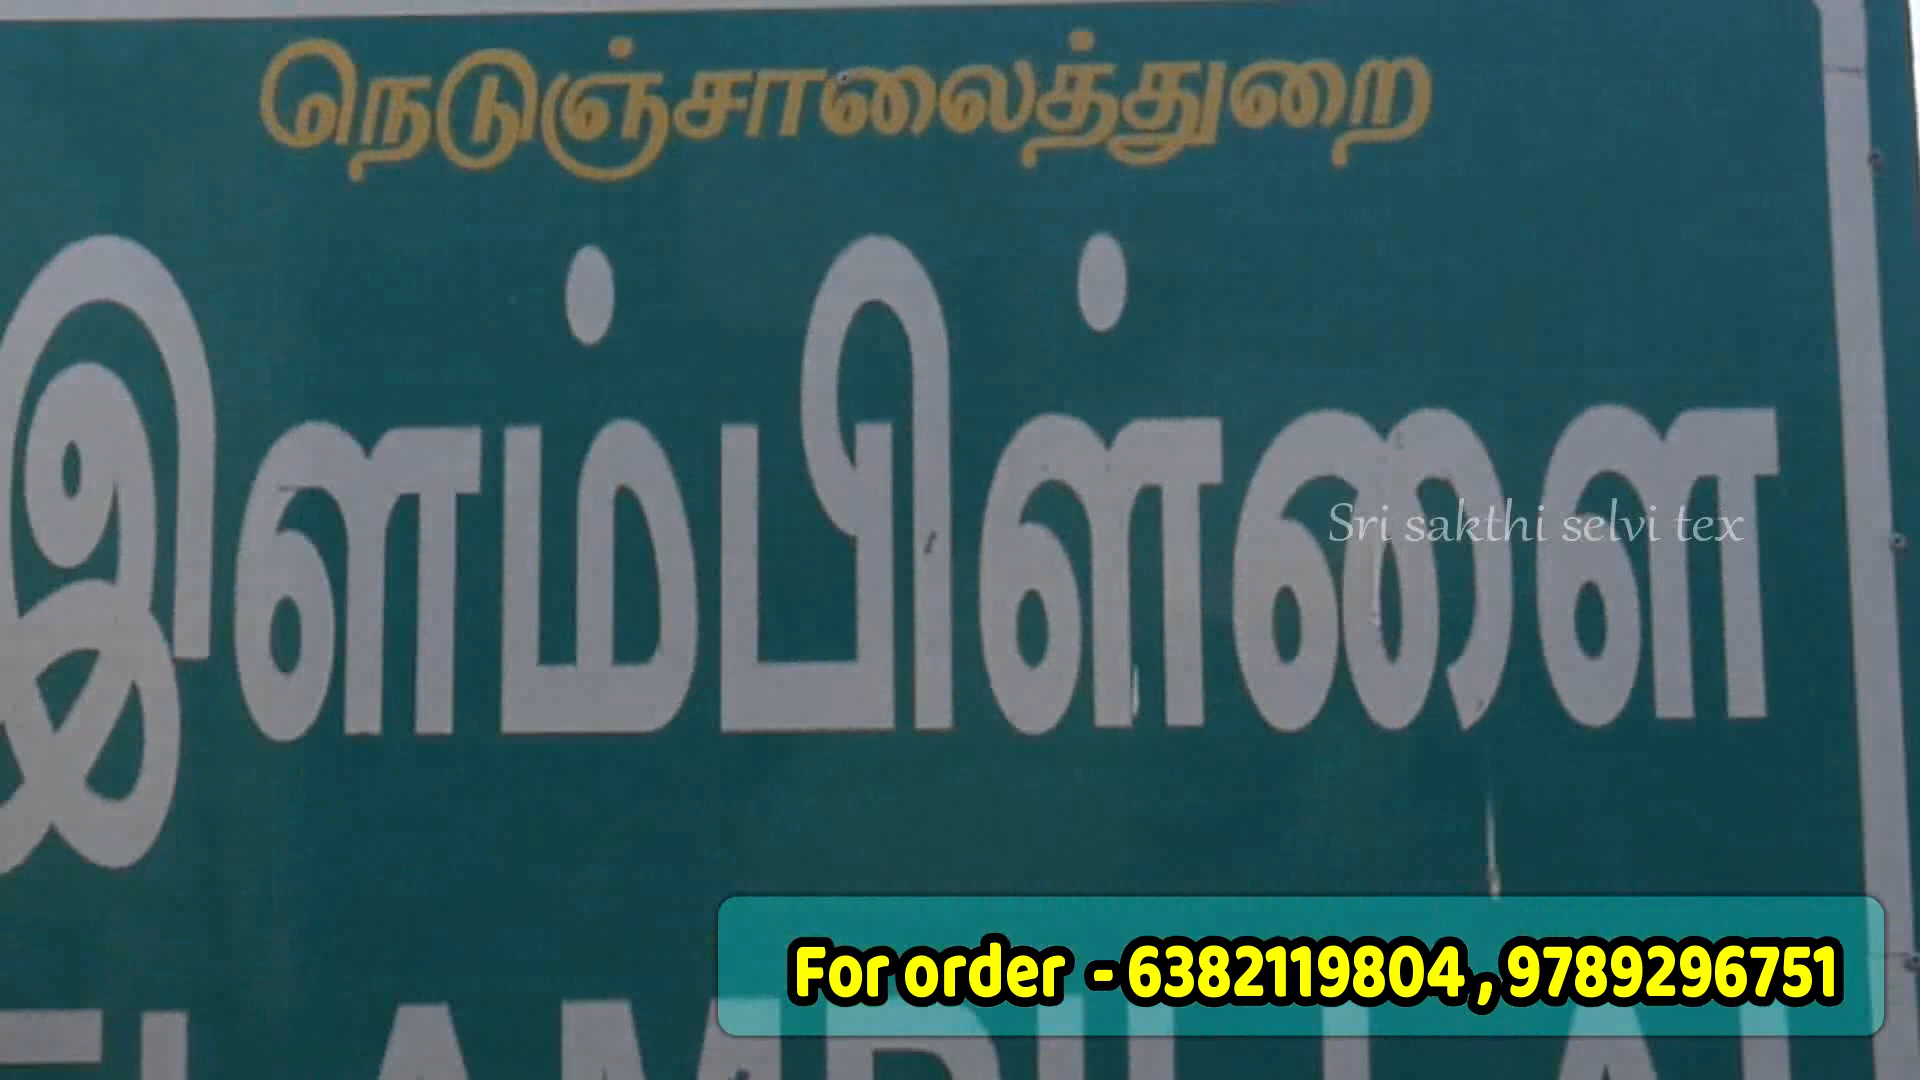 நெடுஞ்சாலைத்துறை
இளம்பிள்ளை
Sri sakthi selvi tex
For order - 6382119804 , 9789296751